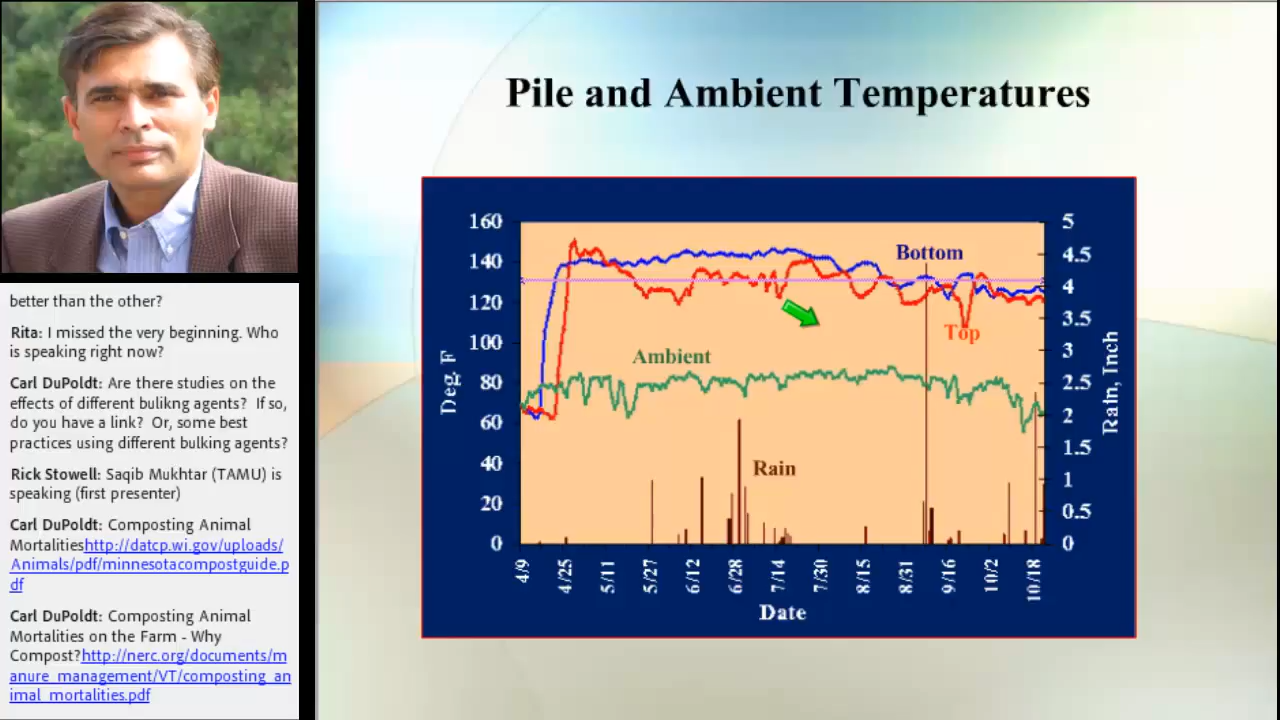 better than the other?
Rita: I missed the very beginning. Who
is speaking right now?
Carl DuPoldt: Are there studies on the
effects of different bulikng agents? If so,
do you have a link? Or, some best
practices using different bulking agents?
Rick Stowell: Saqib Mukhtar (TAMU) is
speaking (first presenter)
Carl DuPoldt: Composting Animal
Mortalitieshttp://datcp.wi.gov/uploads/
Animals/pdf/minnesotacompostguide.p
df
Carl DuPoldt: Composting Animal
Mortalities on the Farm - Why
Compost?http://nerc.org/documents/m
anure_management/VT/composting_an
imal_mortalities.pdf
Pile and Ambient Temperatures
160
140
120
100
80
60
40
20
0
Deg. F
5
4.5
4
3.5
3
2.5
2
1.5
1
0.5
0
Rain, Inch
Bottom
Top
Ambient
Rain
4/9
4/25
5/11
5/27
6/12
6/28
7/14
7/30
8/15
8/31
9/16
10/2
10/18
Date